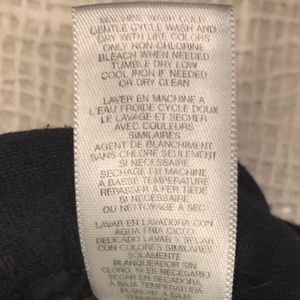 MACHINE WASH COLD
GENTLE CYCLE WASH AND
DRY WITH LIKE COLORS
ONLY NON-CHLORINE
BLEACH WHEN NEEDED
TUMBLE DRY LOW
COOL IRON IF NEEDED
OR DRY CLEAN
LAVER EN MACHINE A
L'EAU FROIDE CYCLE DOUX
LE LAVAGE ET SECHER
AVEC COULEURS
SIMILAIRES
AGENT DE BLANCHIMENT
SANS CHLORE SEULEMENT
SI NECESSAIRE
SECHAGE EN MACHINE
A BASSE TEMPERATURE
REPASSER A FER TIEDE
SI NECESSAIRE
OU NETTOYAGE A SEC
LAVAR EN LAVADORA CON
AGUA FRIA CICLO
DELICADO LAVAR Y SECAR
CON COLORES SIMILARES
SOLAMENTE
BLANQUEADOR SIN
CLORO, SI ES NECESARIO
SECAR EN SECADORA
A BAJA TEMPERATURA